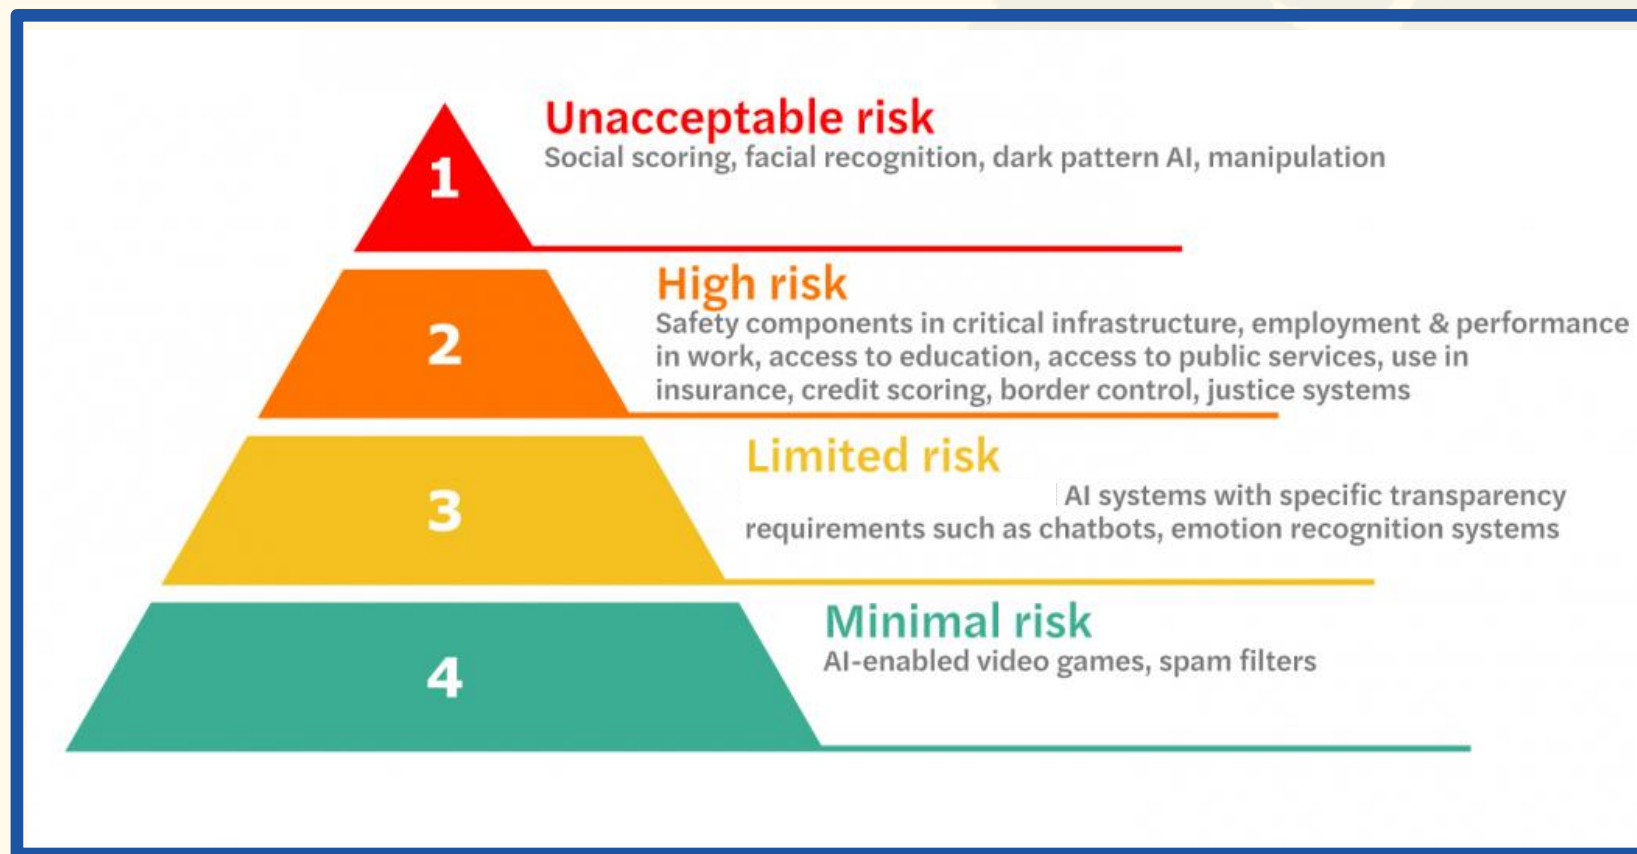 1
Unacceptable risk
Social scoring, facial recognition, dark pattern AI, manipulation
2
High risk
Safety components in critical infrastructure, employment & performance
in work, access to education, access to public services, use in
insurance, credit scoring, border control, justice systems
3
Limited risk
AI systems with specific transparency
requirements such as chatbots, emotion recognition systems
4
Minimal risk
AI-enabled video games, spam filters